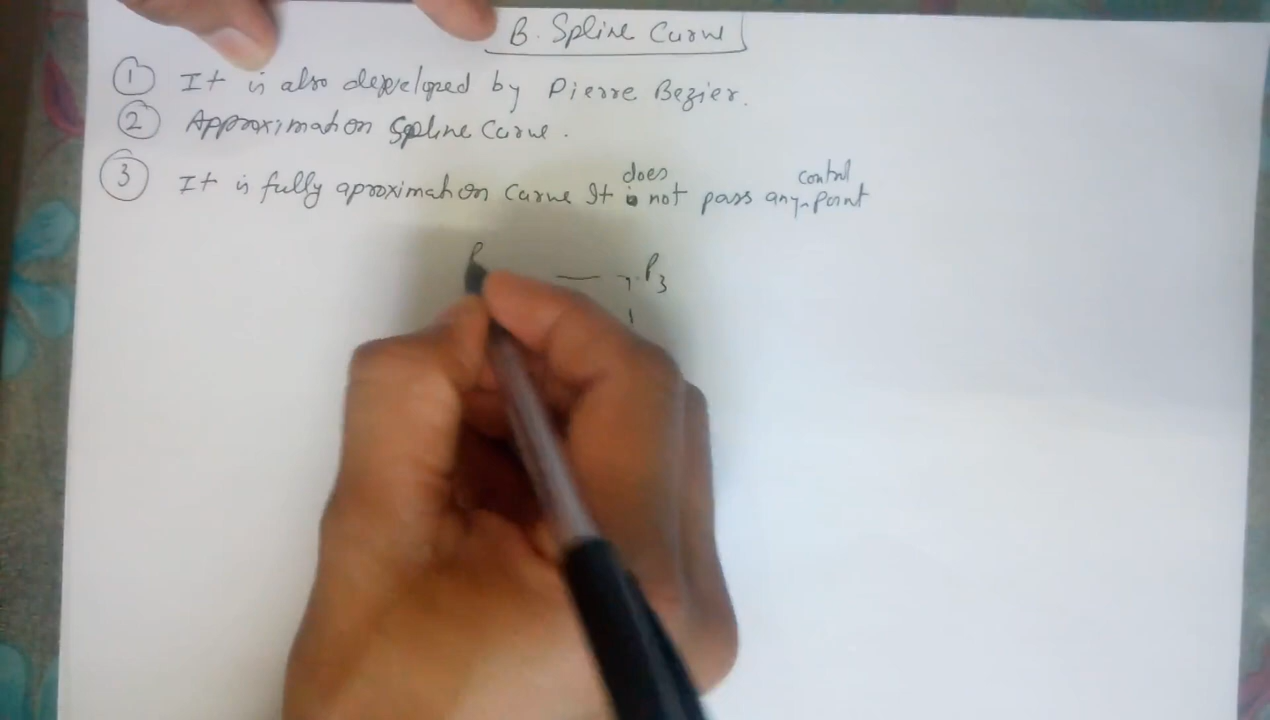 B. Spline Curve
① It is also developed by Pierre Bezier.
② Approximation Spline Curve.
③ It is fully aproximation curve It does not pass any control point
P P3